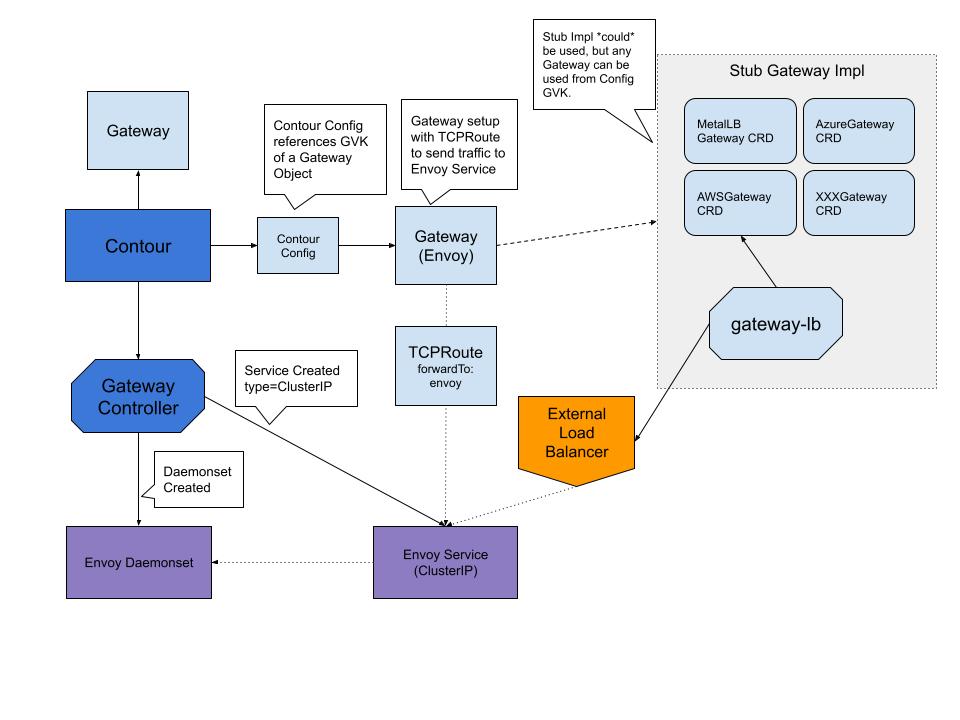 Stub Impl *could*
be used, but any
Gateway can be
used from Config
GVK.
Stub Gateway Impl
MetalLB
Gateway CRD
AzureGateway
CRD
AWSGateway
CRD
XXXGateway
CRD
gateway-lb
Gateway
Contour Config
references GVK
of a Gateway
Object
Gateway setup
with TCPRoute
to send traffic to
Envoy Service
Contour
Contour
Config
Gateway
(Envoy)
TCPRoute
forwardTo:
envoy
Gateway
Controller
Service Created
type=ClusterIP
External
Load
Balancer
Daemonset
Created
Envoy Daemonset
Envoy Service
(ClusterIP)